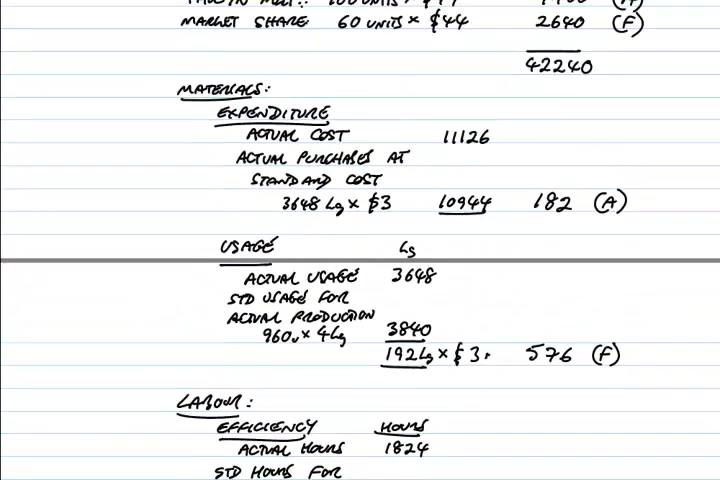 MARKET SHARE 60 UNITS × $44 2640 (F)
42240
MATERIALS:
EXPENDITURE
ACTUAL COST 11126
ACTUAL PURCHASES AT
STANDARD COST
3648 kg × $3 10944 182 (A)
USAGE kg
ACTUAL USAGE 3648
STD USAGE FOR
ACTUAL PRODUCTION
960u × 4kg 3840
192kg × $3. 576 (F)
LABOUR:
EFFICIENCY HOURS
ACTUAL HOURS 1824
STD HOURS FOR